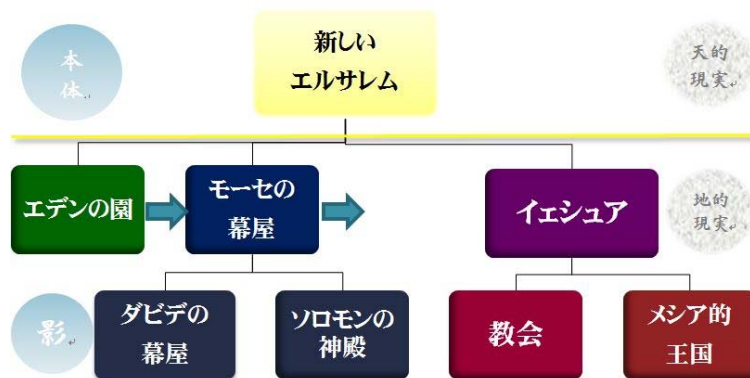 本
体
新しい
エルサレム
天的
現実
エデンの園
モーセの
幕屋
イェシュア
地的
現実
影
ダビデの
幕屋
ソロモンの
神殿
教会
メシア的
王国